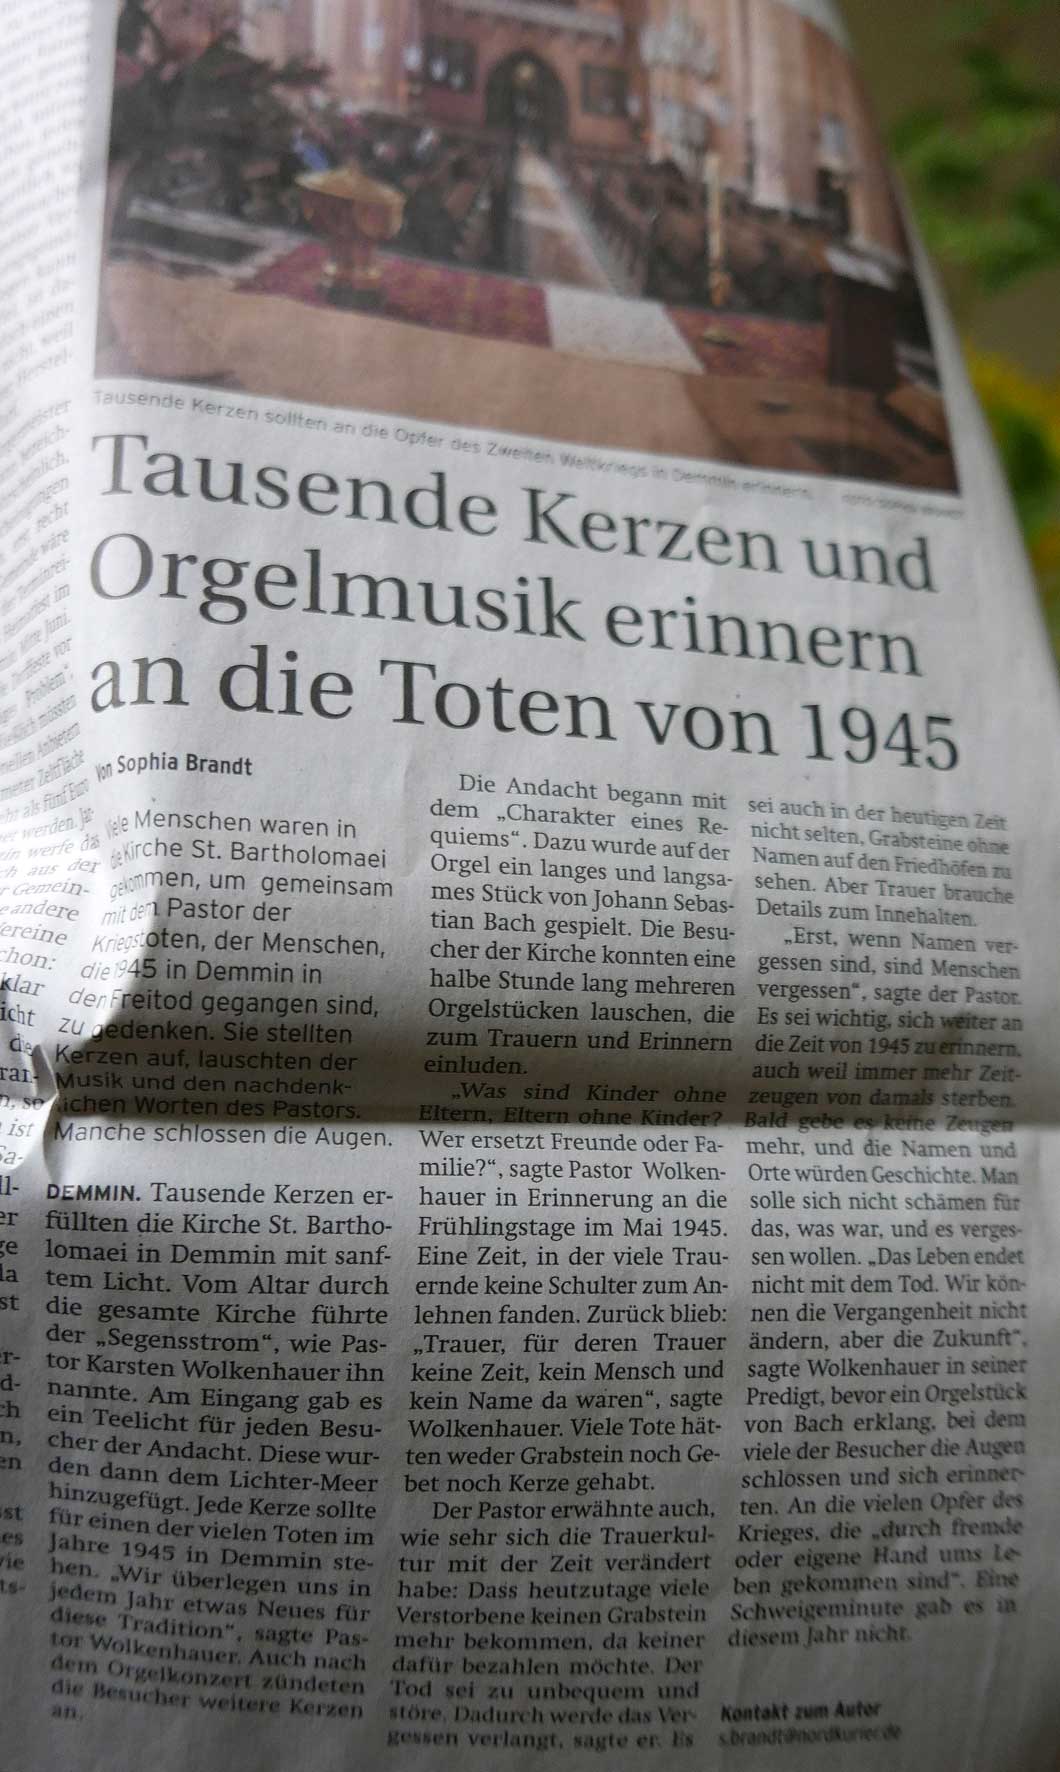 Tausende Kerzen sollten an die Opfer des Zweiten Weltkriegs in Demmin erinnern.
Tausende Kerzen und
Orgelmusik erinnern
an die Toten von 1945
Von Sophia Brandt
Viele Menschen waren in
die Kirche St. Bartholomaei
gekommen, um gemeinsam
mit dem Pastor der
Kriegstoten, der Menschen,
die 1945 in Demmin in
den Freitod gegangen sind,
zu gedenken. Sie stellten
Kerzen auf, lauschten der
Musik und den nachdenk-
lichen Worten des Pastors.
Manche schlossen die Augen.
DEMMIN. Tausende Kerzen er-
füllten die Kirche St. Bartho-
lomaei in Demmin mit sanf-
tem Licht. Vom Altar durch
die gesamte Kirche führte
der „Segensstrom“, wie Pas-
tor Karsten Wolkenhauer ihn
nannte. Am Eingang gab es
ein Teelicht für jeden Besu-
cher der Andacht. Diese wur-
den dann dem Lichter-Meer
hinzugefügt. Jede Kerze sollte
für einen der vielen Toten im
Jahre 1945 in Demmin ste-
hen. „Wir überlegen uns in
jedem Jahr etwas Neues für
diese Tradition“, sagte Pas-
tor Wolkenhauer. Auch nach
dem Orgelkonzert zündeten
die Besucher weitere Kerzen
an.
Die Andacht begann mit
dem „Charakter eines Re-
quiems“. Dazu wurde auf der
Orgel ein langes und langsa-
mes Stück von Johann Sebas-
tian Bach gespielt. Die Besu-
cher der Kirche konnten eine
halbe Stunde lang mehreren
Orgelstücken lauschen, die
zum Trauern und Erinnern
einluden.
„Was sind Kinder ohne
Eltern, Eltern ohne Kinder?
Wer ersetzt Freunde oder Fa-
milie?“, sagte Pastor Wolken-
hauer in Erinnerung an die
Frühlingstage im Mai 1945.
Eine Zeit, in der viele Trau-
ernde keine Schulter zum An-
lehnen fanden. Zurück blieb:
„Trauer, für deren Trauer
keine Zeit, kein Mensch und
kein Name da waren“, sagte
Wolkenhauer. Viele Tote hät-
ten weder Grabstein noch Ge-
bet noch Kerze gehabt.
Der Pastor erwähnte auch,
wie sehr sich die Trauerkul-
tur mit der Zeit verändert
habe: Dass heutzutage viele
Verstorbene keinen Grabstein
mehr bekommen, da keiner
dafür bezahlen möchte. Der
Tod sei zu unbequem und
störe. Dadurch werde das Ver-
gessen verlangt, sagte er. Es
sei auch in der heutigen Zeit
nicht selten, Grabsteine ohne
Namen auf den Friedhöfen zu
sehen. Aber Trauer brauche
Details zum Innehalten.
„Erst, wenn Namen ver-
gessen sind, sind Menschen
vergessen“, sagte der Pastor.
Es sei wichtig, sich weiter an
die Zeit von 1945 zu erinnern,
auch weil immer mehr Zeit-
zeugen von damals sterben.
Bald gebe es keine Zeugen
mehr, und die Namen und
Orte würden Geschichte. Man
solle sich nicht schämen für
das, was war, und es verges-
sen wollen. „Das Leben endet
nicht mit dem Tod. Wir kön-
nen die Vergangenheit nicht
ändern, aber die Zukunft“,
sagte Wolkenhauer in seiner
Predigt, bevor ein Orgelstück
von Bach erklang, bei dem
viele der Besucher die Augen
schlossen und sich erinner-
ten. An die vielen Opfer des
Krieges, die „durch fremde
oder eigene Hand ums Le-
ben gekommen sind“. Eine
Schweigeminute gab es in
diesem Jahr nicht.
Kontakt zum Autor
s.brandt@nordkurier.de